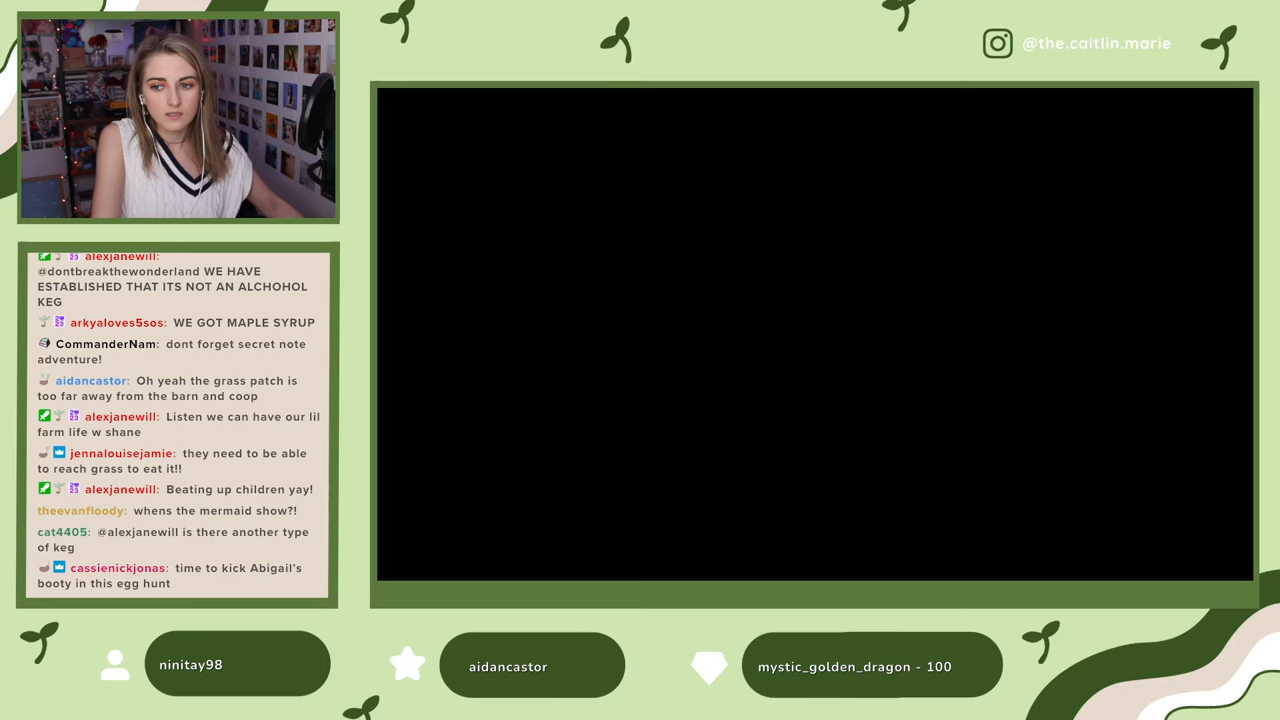 @the.caitlin.marie
alexjanewill:
@dontbreakthewonderland WE HAVE
ESTABLISHED THAT ITS NOT AN ALCHOHOL
KEG
arkyaloves5sos: WE GOT MAPLE SYRUP
CommanderNam: dont forget secret note
adventure!
aidancastor: Oh yeah the grass patch is
too far away from the barn and coop
alexjanewill: Listen we can have our lil
farm life w shane
jennalouisejamie: they need to be able
to reach grass to eat it!!
alexjanewill: Beating up children yay!
theevanfloody: whens the mermaid show?!
cat4405: @alexjanewill is there another type
of keg
cassienickjonas: time to kick Abigail's
booty in this egg hunt
ninitay98
aidancastor
mystic_golden_dragon - 100